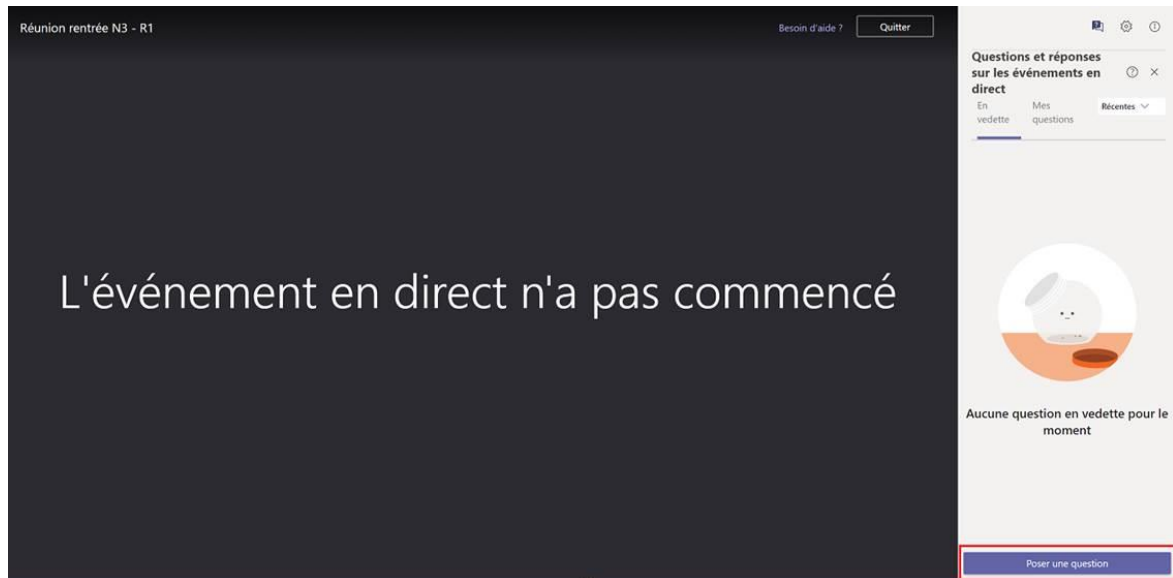 Réunion rentrée N3 - R1
Besoin d'aide ?
Quitter
L'événement en direct n'a pas commencé
Questions et réponses
sur les événements en
direct
En
vedette
Mes
questions
Récentes
Aucune question en vedette pour le
moment
Poser une question